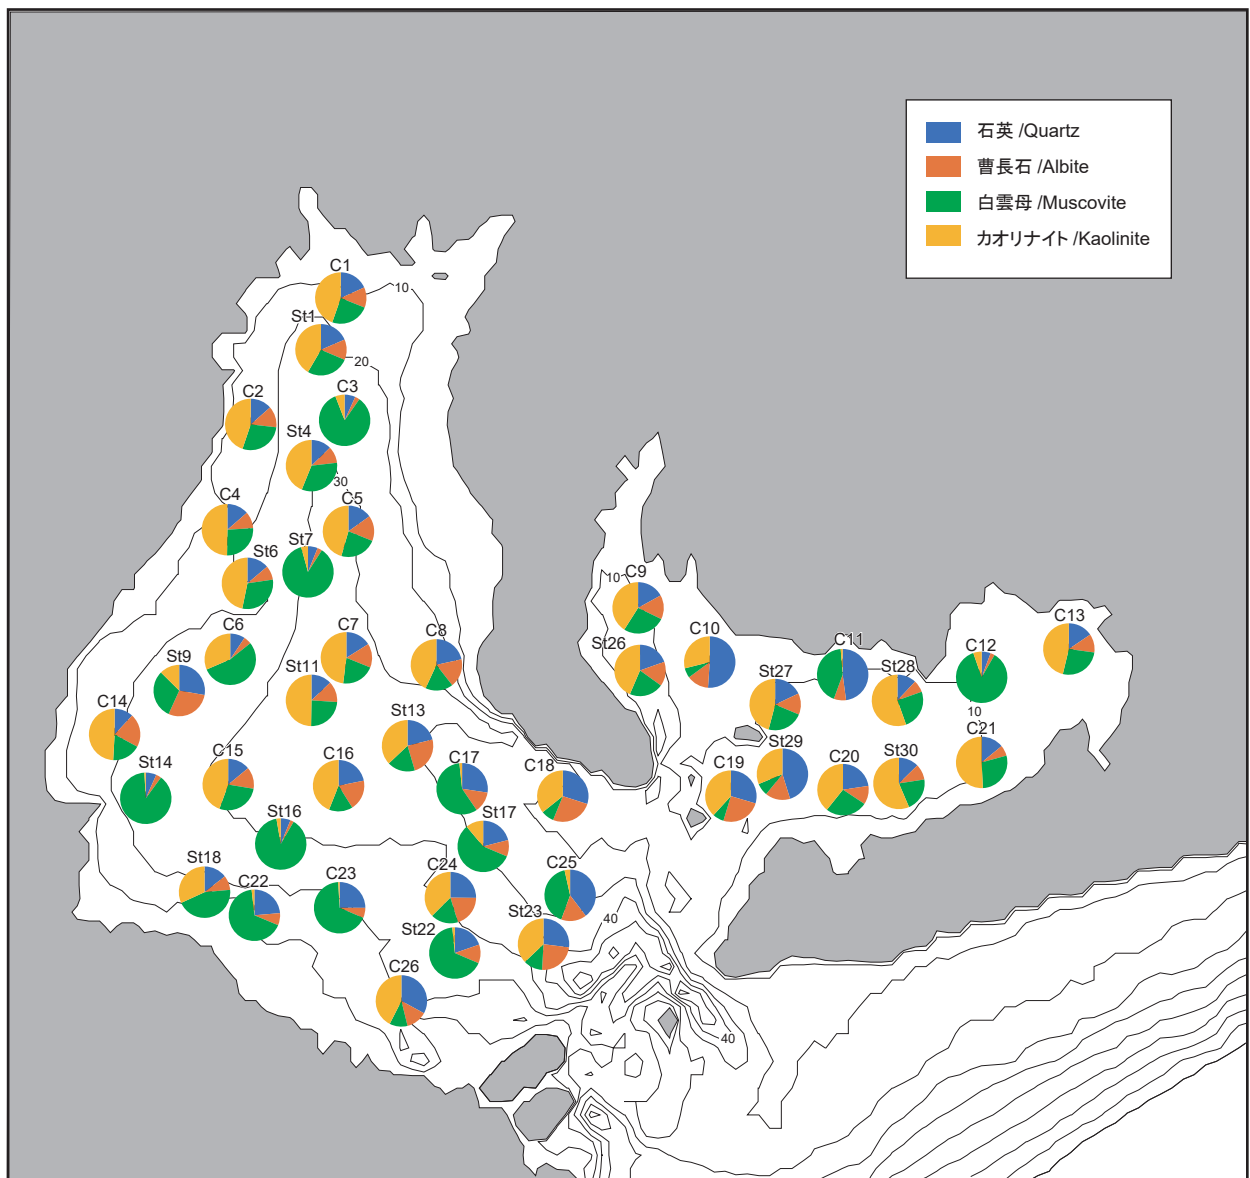 石英 /Quartz
曹長石 /Albite
白雲母 /Muscovite
カオリナイト /Kaolinite
C1
10
St1
20
C3
C2
St4
30
C5
C4
St7
St6
10
C9
C6
C7
C8
St26
C10
C11
C12
C13
St9
St11
St27
St28
C14
10
St13
C21
St14
C15
C16
C17
C18
C19
St29
C20
St30
St16
St17
St18
C22
C23
C24
C25
St23
40
St22
C26
40